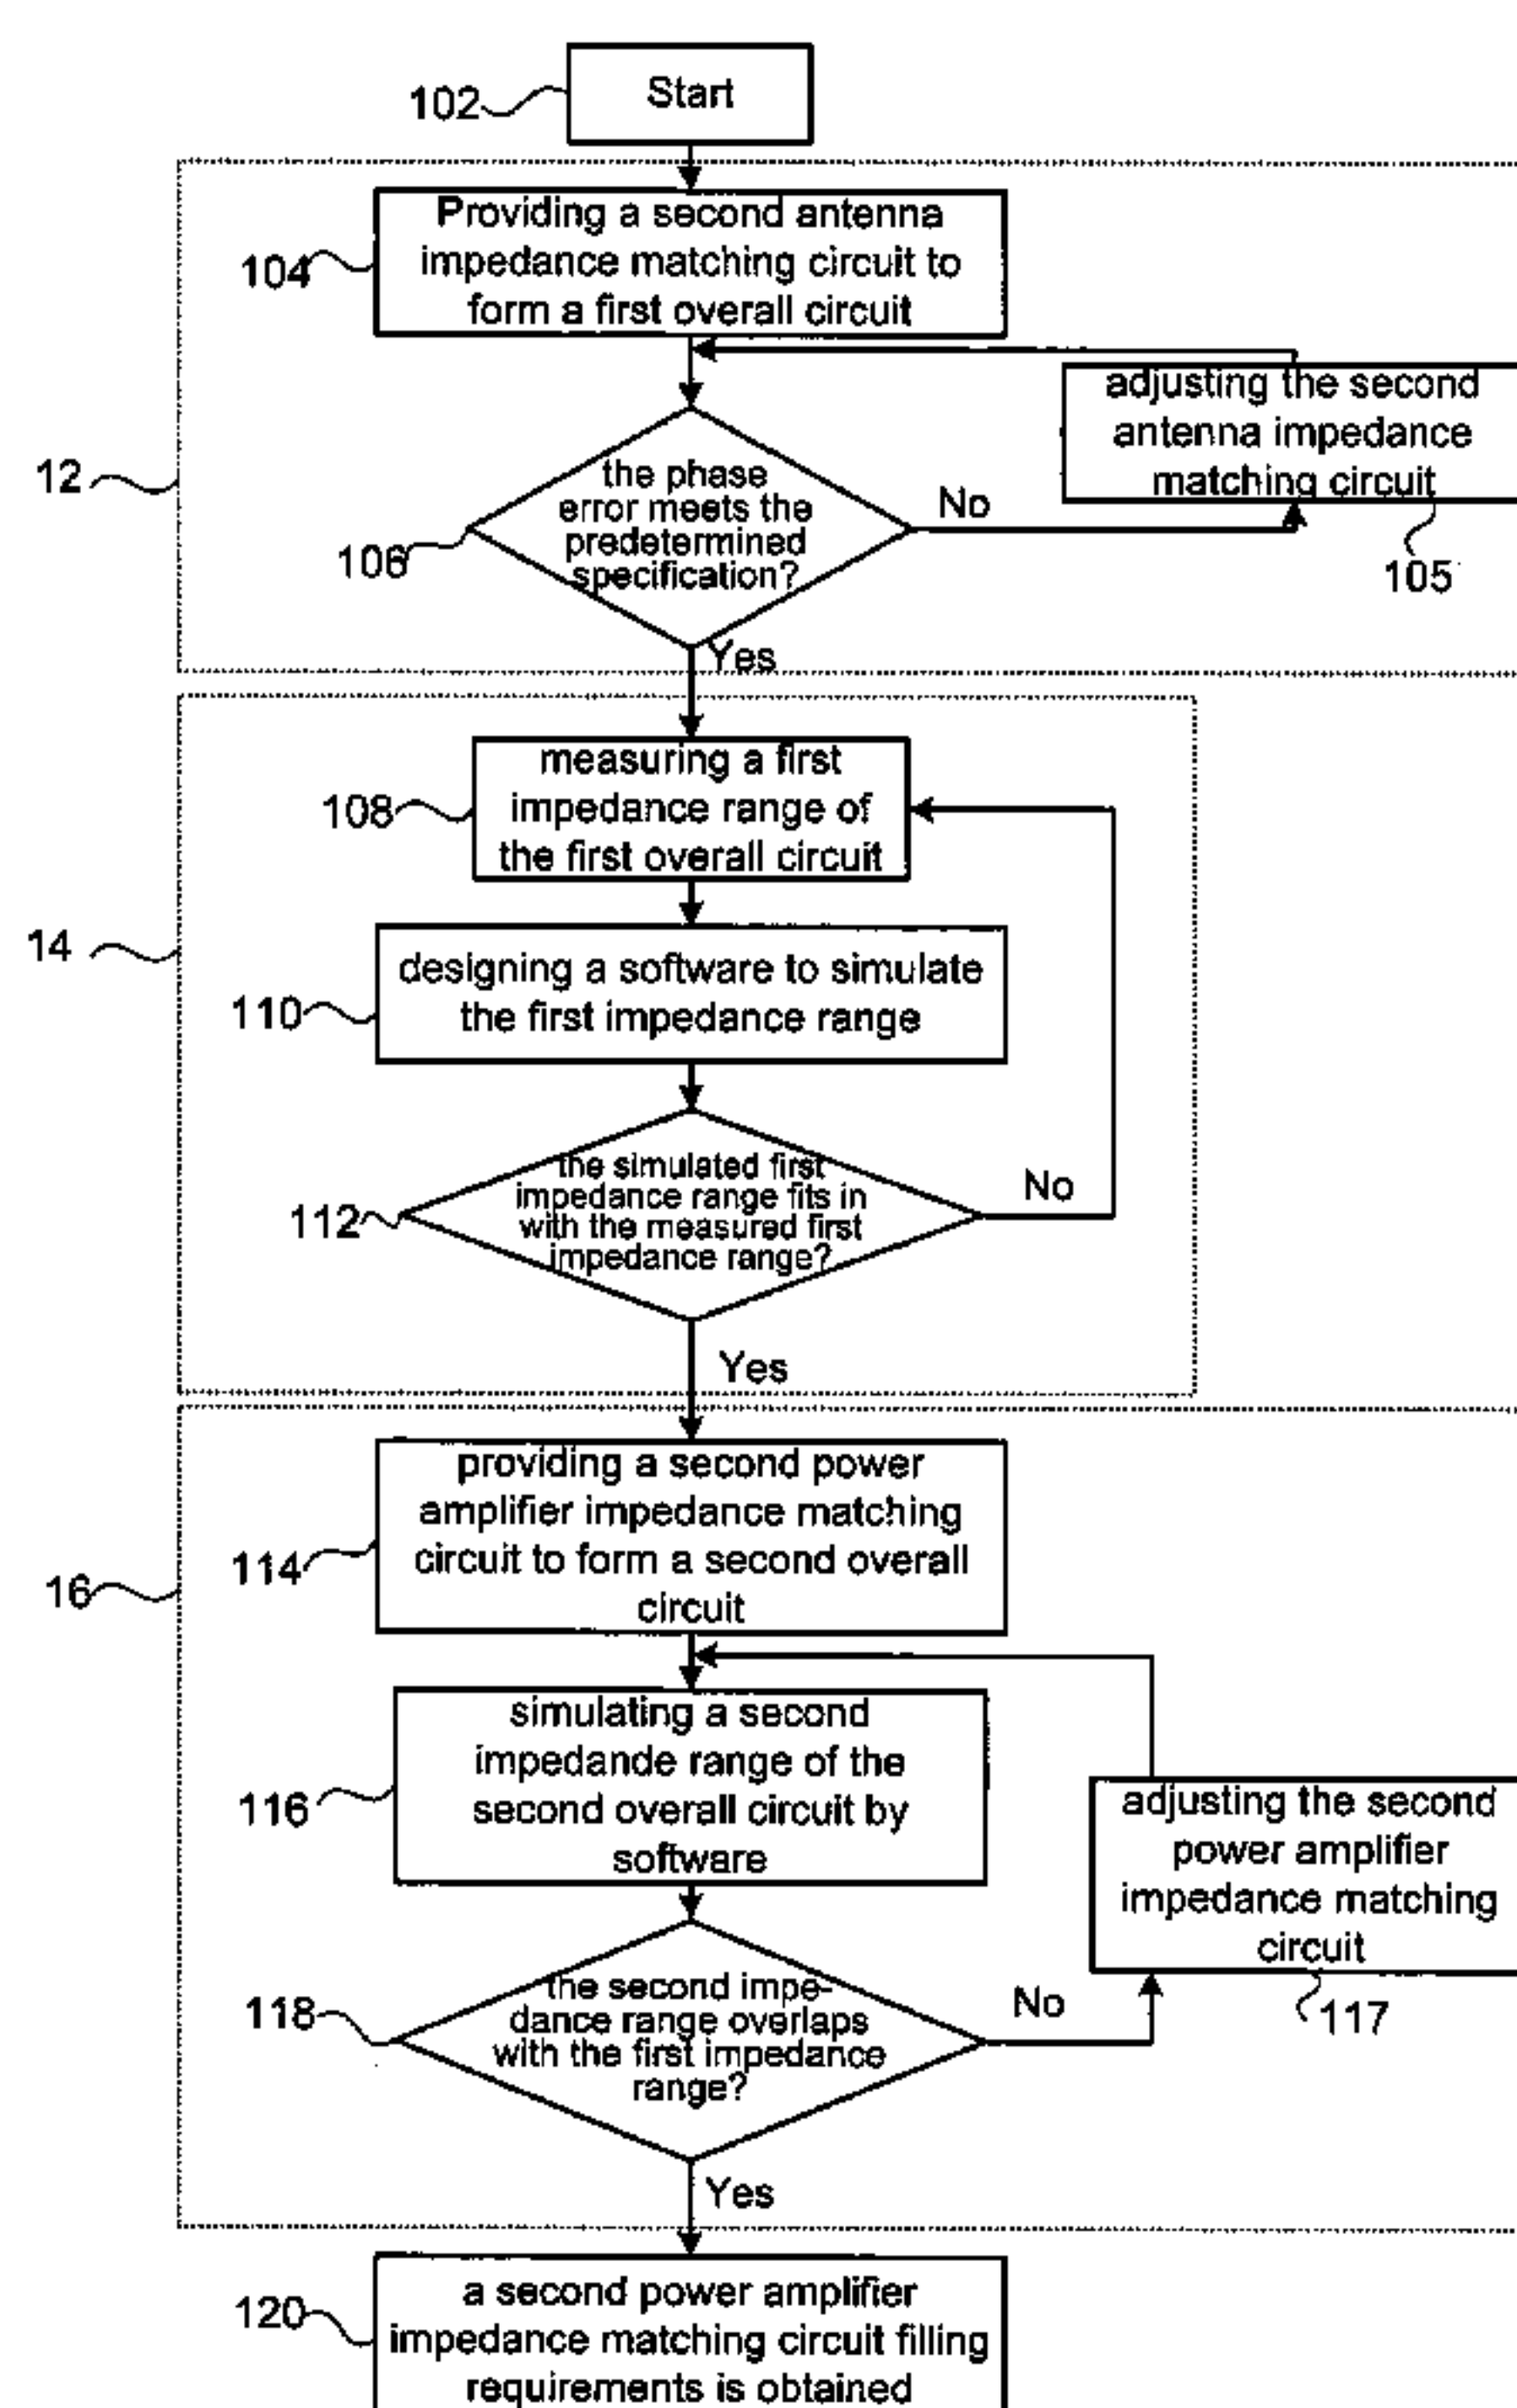 102
Start
Providing a second antenna
impedance matching circuit to
form a first overall circuit
104
adjusting the second
antenna impedance
matching circuit
105
12
the phase
error meets the
predetermined
specification?
106
No
Yes
measuring a first
impedance range of
the first overall circuit
108
14
designing a software to simulate
the first impedance range
110
the simulated first
impedance range fits in
with the measured first
impedance range?
112
No
Yes
providing a second power
amplifier impedance matching
circuit to form a second overall
circuit
114
16
simulating a second
impedande range of the
second overall circuit by
software
116
adjusting the second
power amplifier
impedance matching
circuit
117
the second impe-
dance range overlaps
with the first impedance
range?
118
No
Yes
120
a second power amplifier
impedance matching circuit filling
requirements is obtained